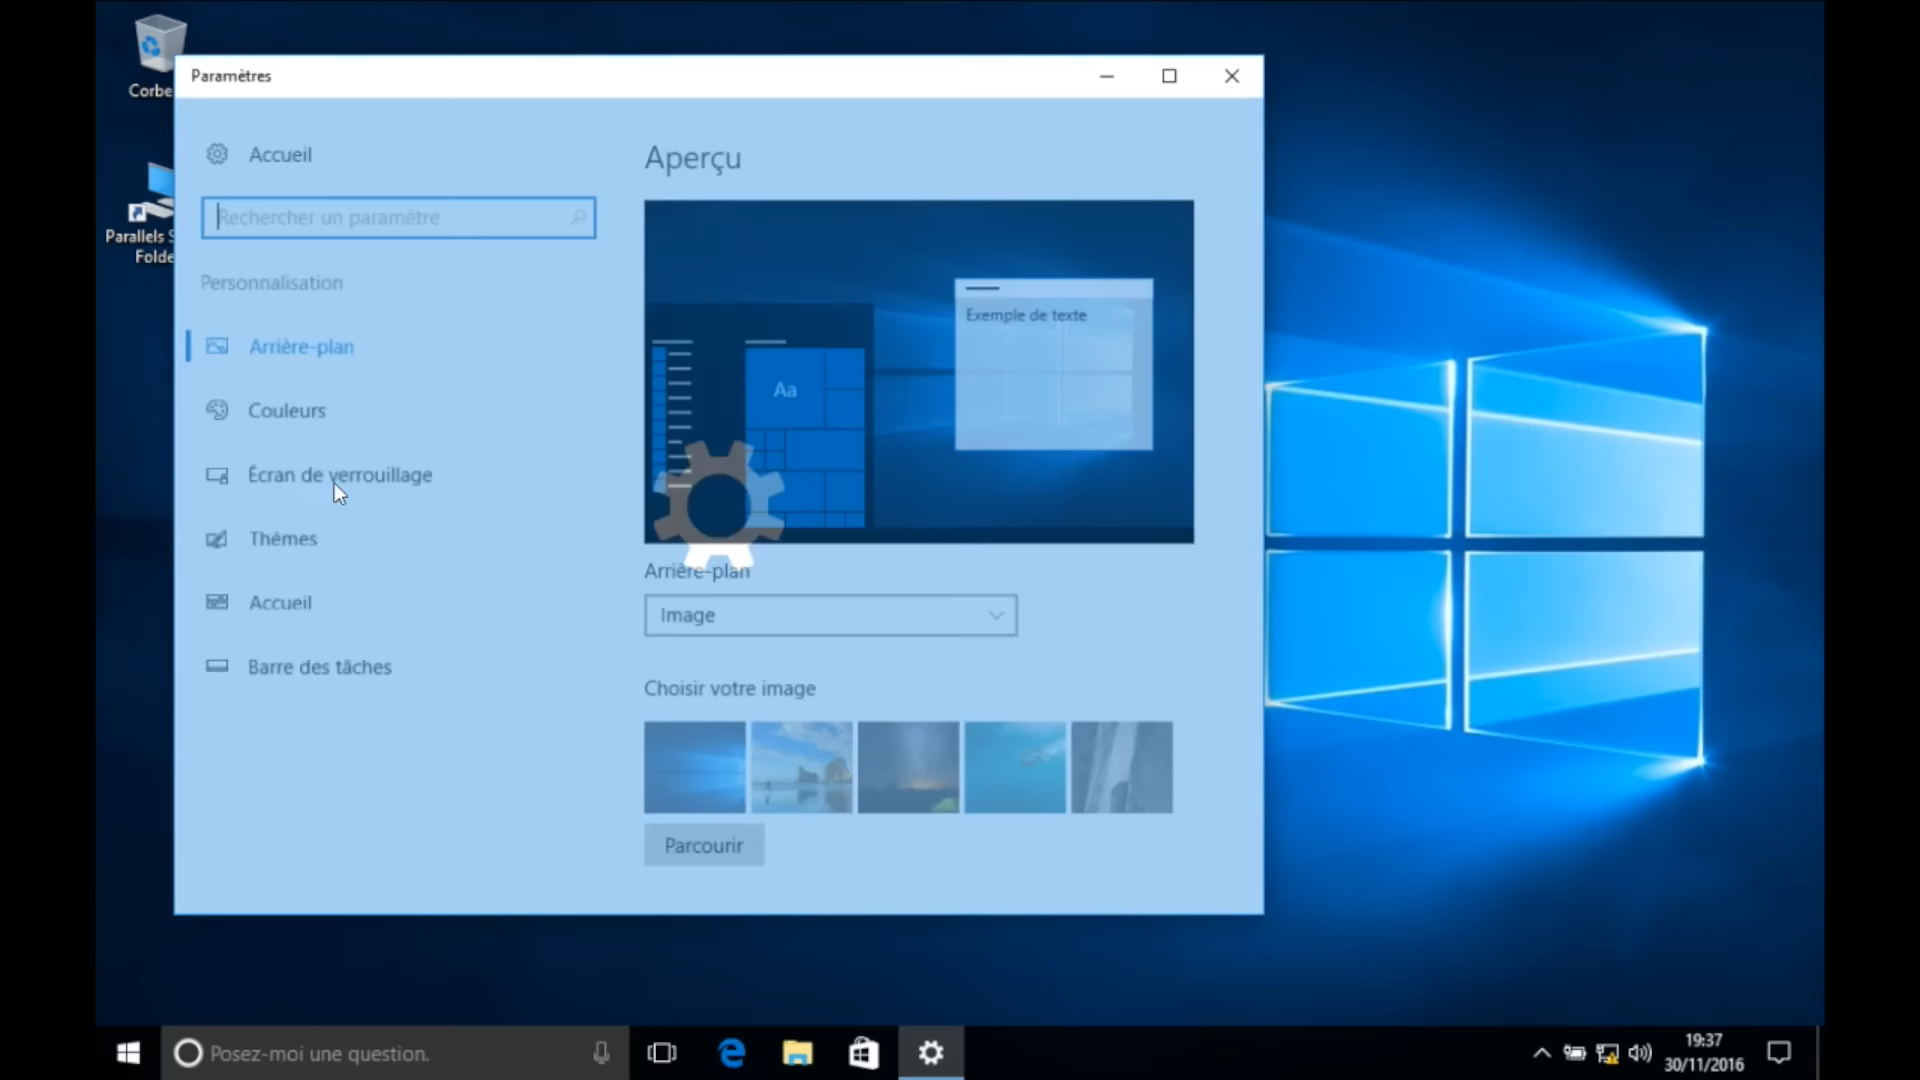 Corbe
Parallels S
Folde
Paramètres
Accueil
Rechercher un paramètre
Personnalisation
Arrière-plan
Couleurs
Écran de verrouillage
Thèmes
Accueil
Barre des tâches
Aperçu
Exemple de texte
Aa
Arrière-plan
Image
Choisir votre image
Parcourir
Posez-moi une question.
19:37
30/11/2016